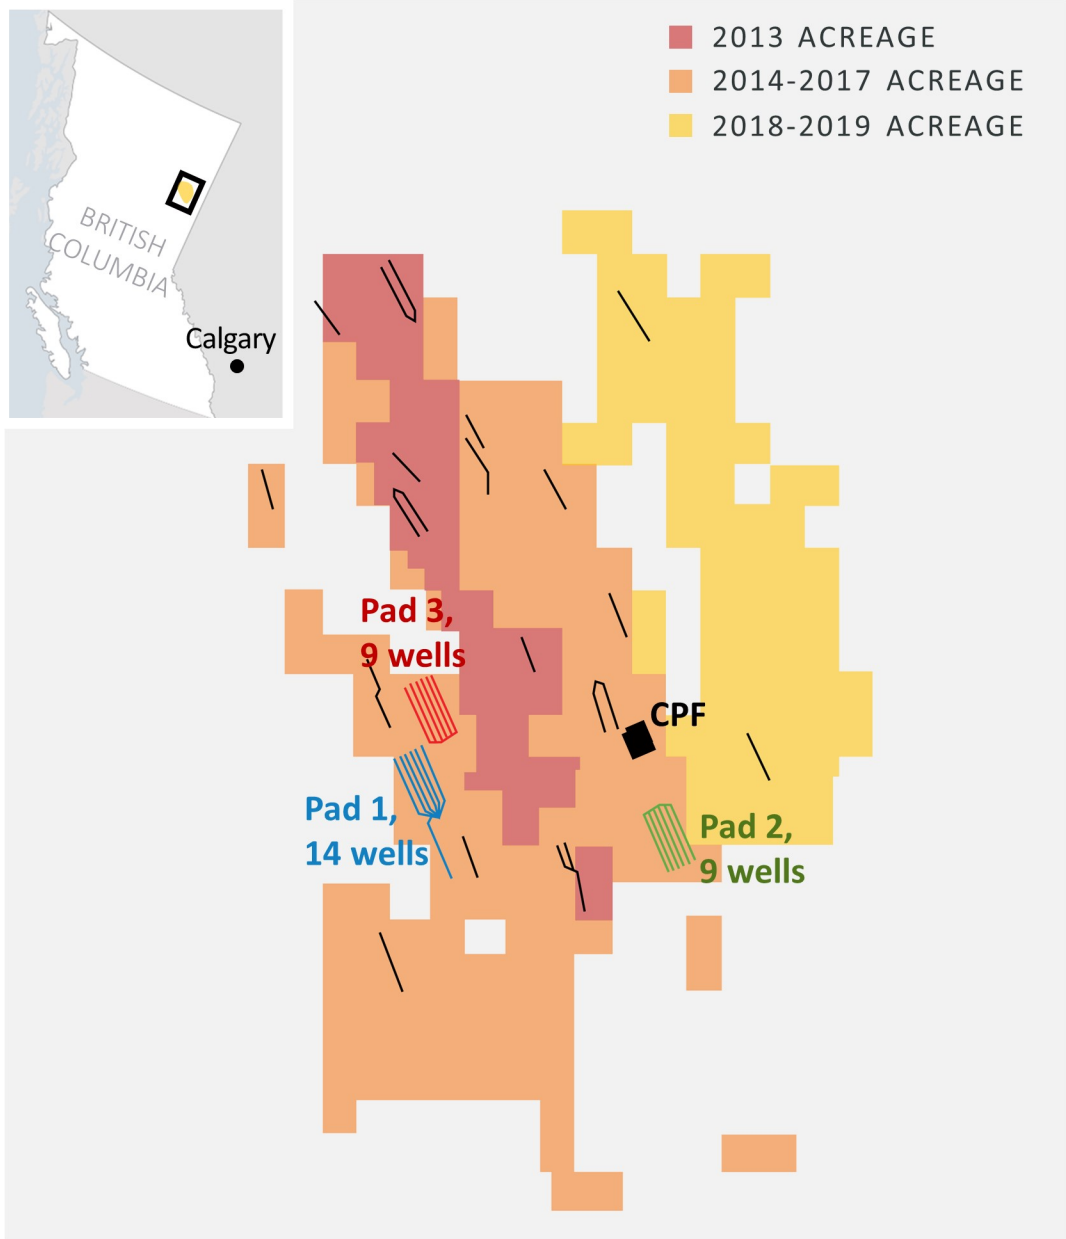 2013 ACREAGE
2014-2017 ACREAGE
2018-2019 ACREAGE
BRITISH
COLUMBIA
Calgary
Pad 3,
9 wells
CPF
Pad 1,
14 wells
Pad 2,
9 wells